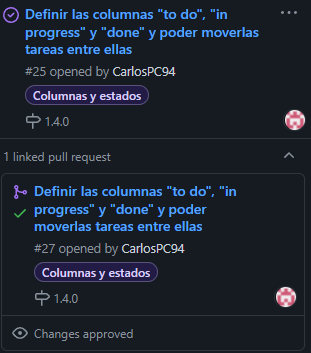 Definir las columnas "to do", "in
progress" y "done" y poder moverlas
tareas entre ellas
#25 opened by CarlosPC94
Columnas y estados
1.4.0
1 linked pull request
Definir las columnas "to do", "in
progress" y "done" y poder
moverlas tareas entre ellas
#27 opened by CarlosPC94
Columnas y estados
1.4.0
Changes approved